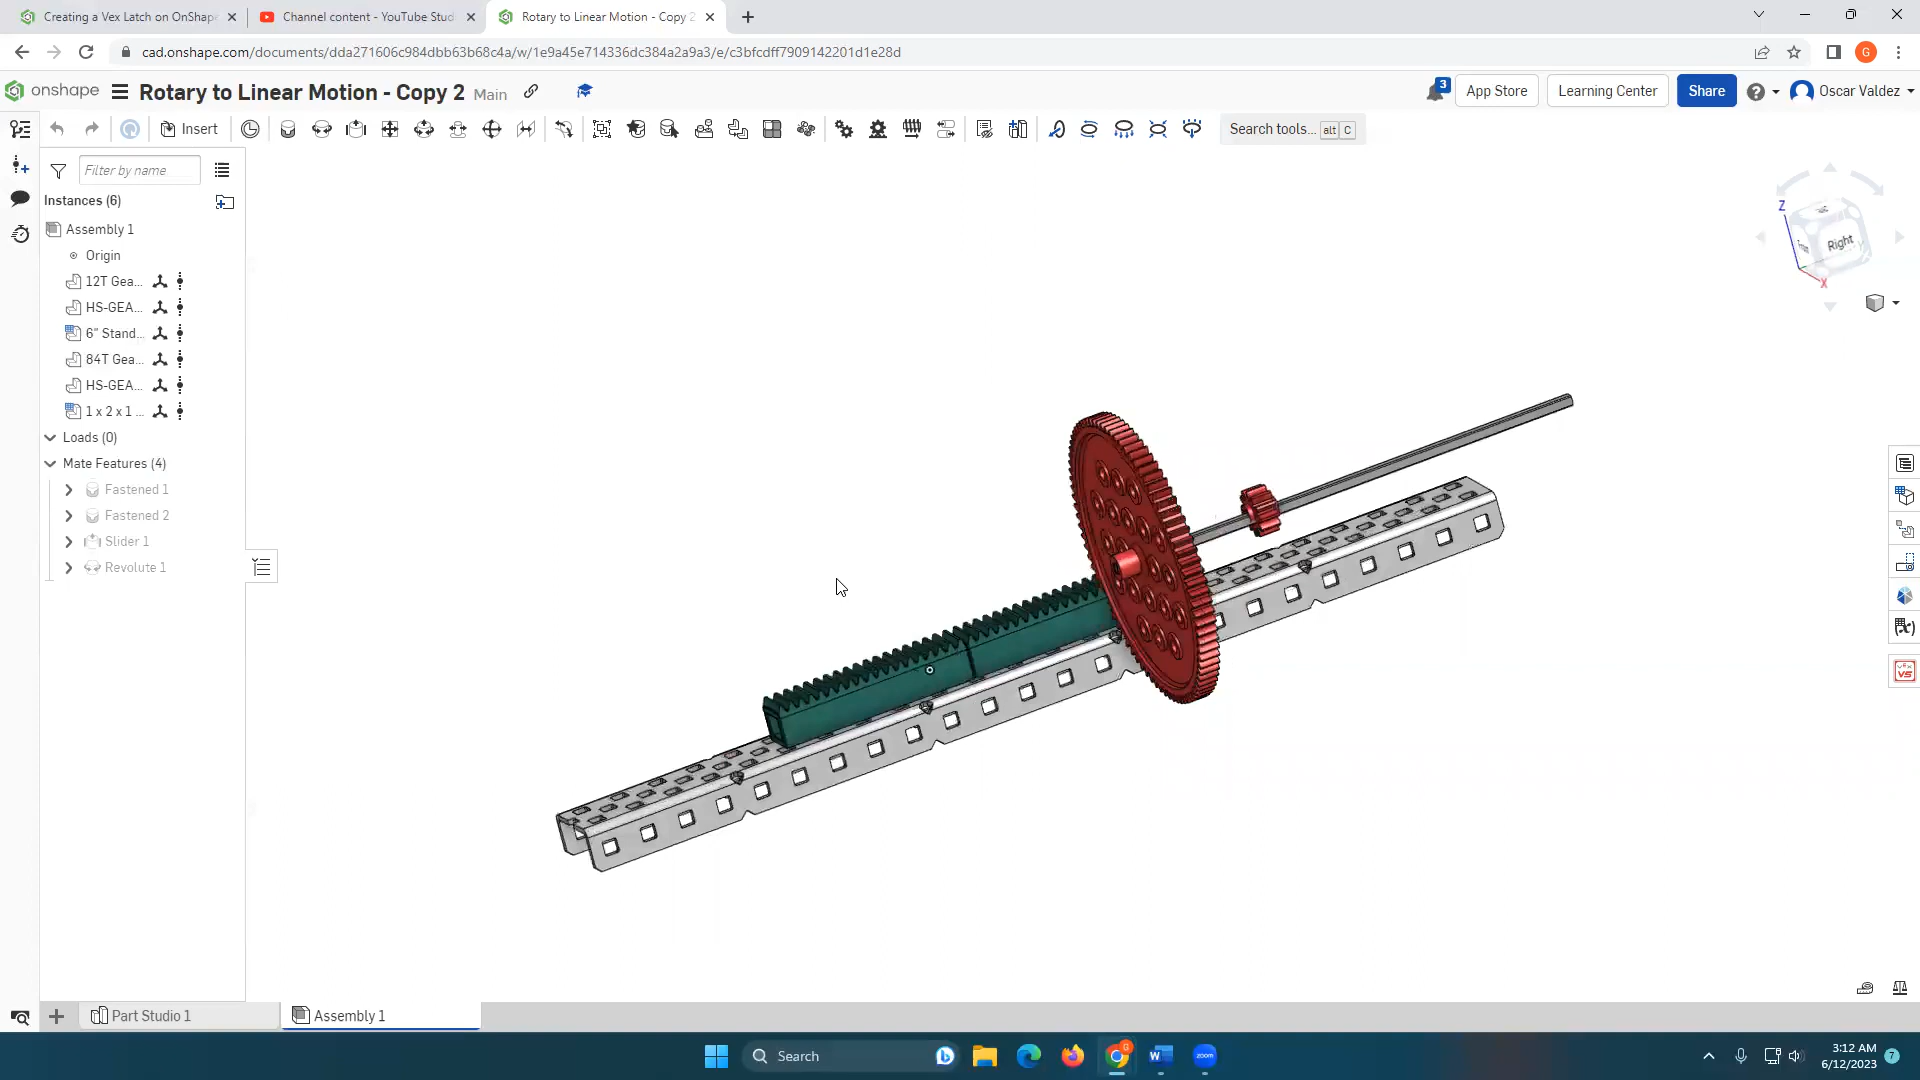 Creating a Vex Latch on OnShape
Channel content - YouTube Stud
Rotary to Linear Motion - Copy 2
cad.onshape.com/documents/dda271606c984dbb63b68c4a/w/1e9a45e714336dc384a2a9a3/e/c3bfcdff7909142201d1e28d
G
onshape
Rotary to Linear Motion - Copy 2 Main
3
App Store
Learning Center
Share
Oscar Valdez
Insert
Search tools... alt C
Filter by name
Instances (6)
Assembly 1
Origin
12T Gea...
HS-GEA...
6" Stand...
84T Gea...
HS-GEA...
1 x 2 x 1 ...
Loads (0)
Mate Features (4)
Fastened 1
Fastened 2
Slider 1
Revolute 1
Z
Right
X
Part Studio 1
Assembly 1
Search
zoom
3:12 AM
6/12/2023
7